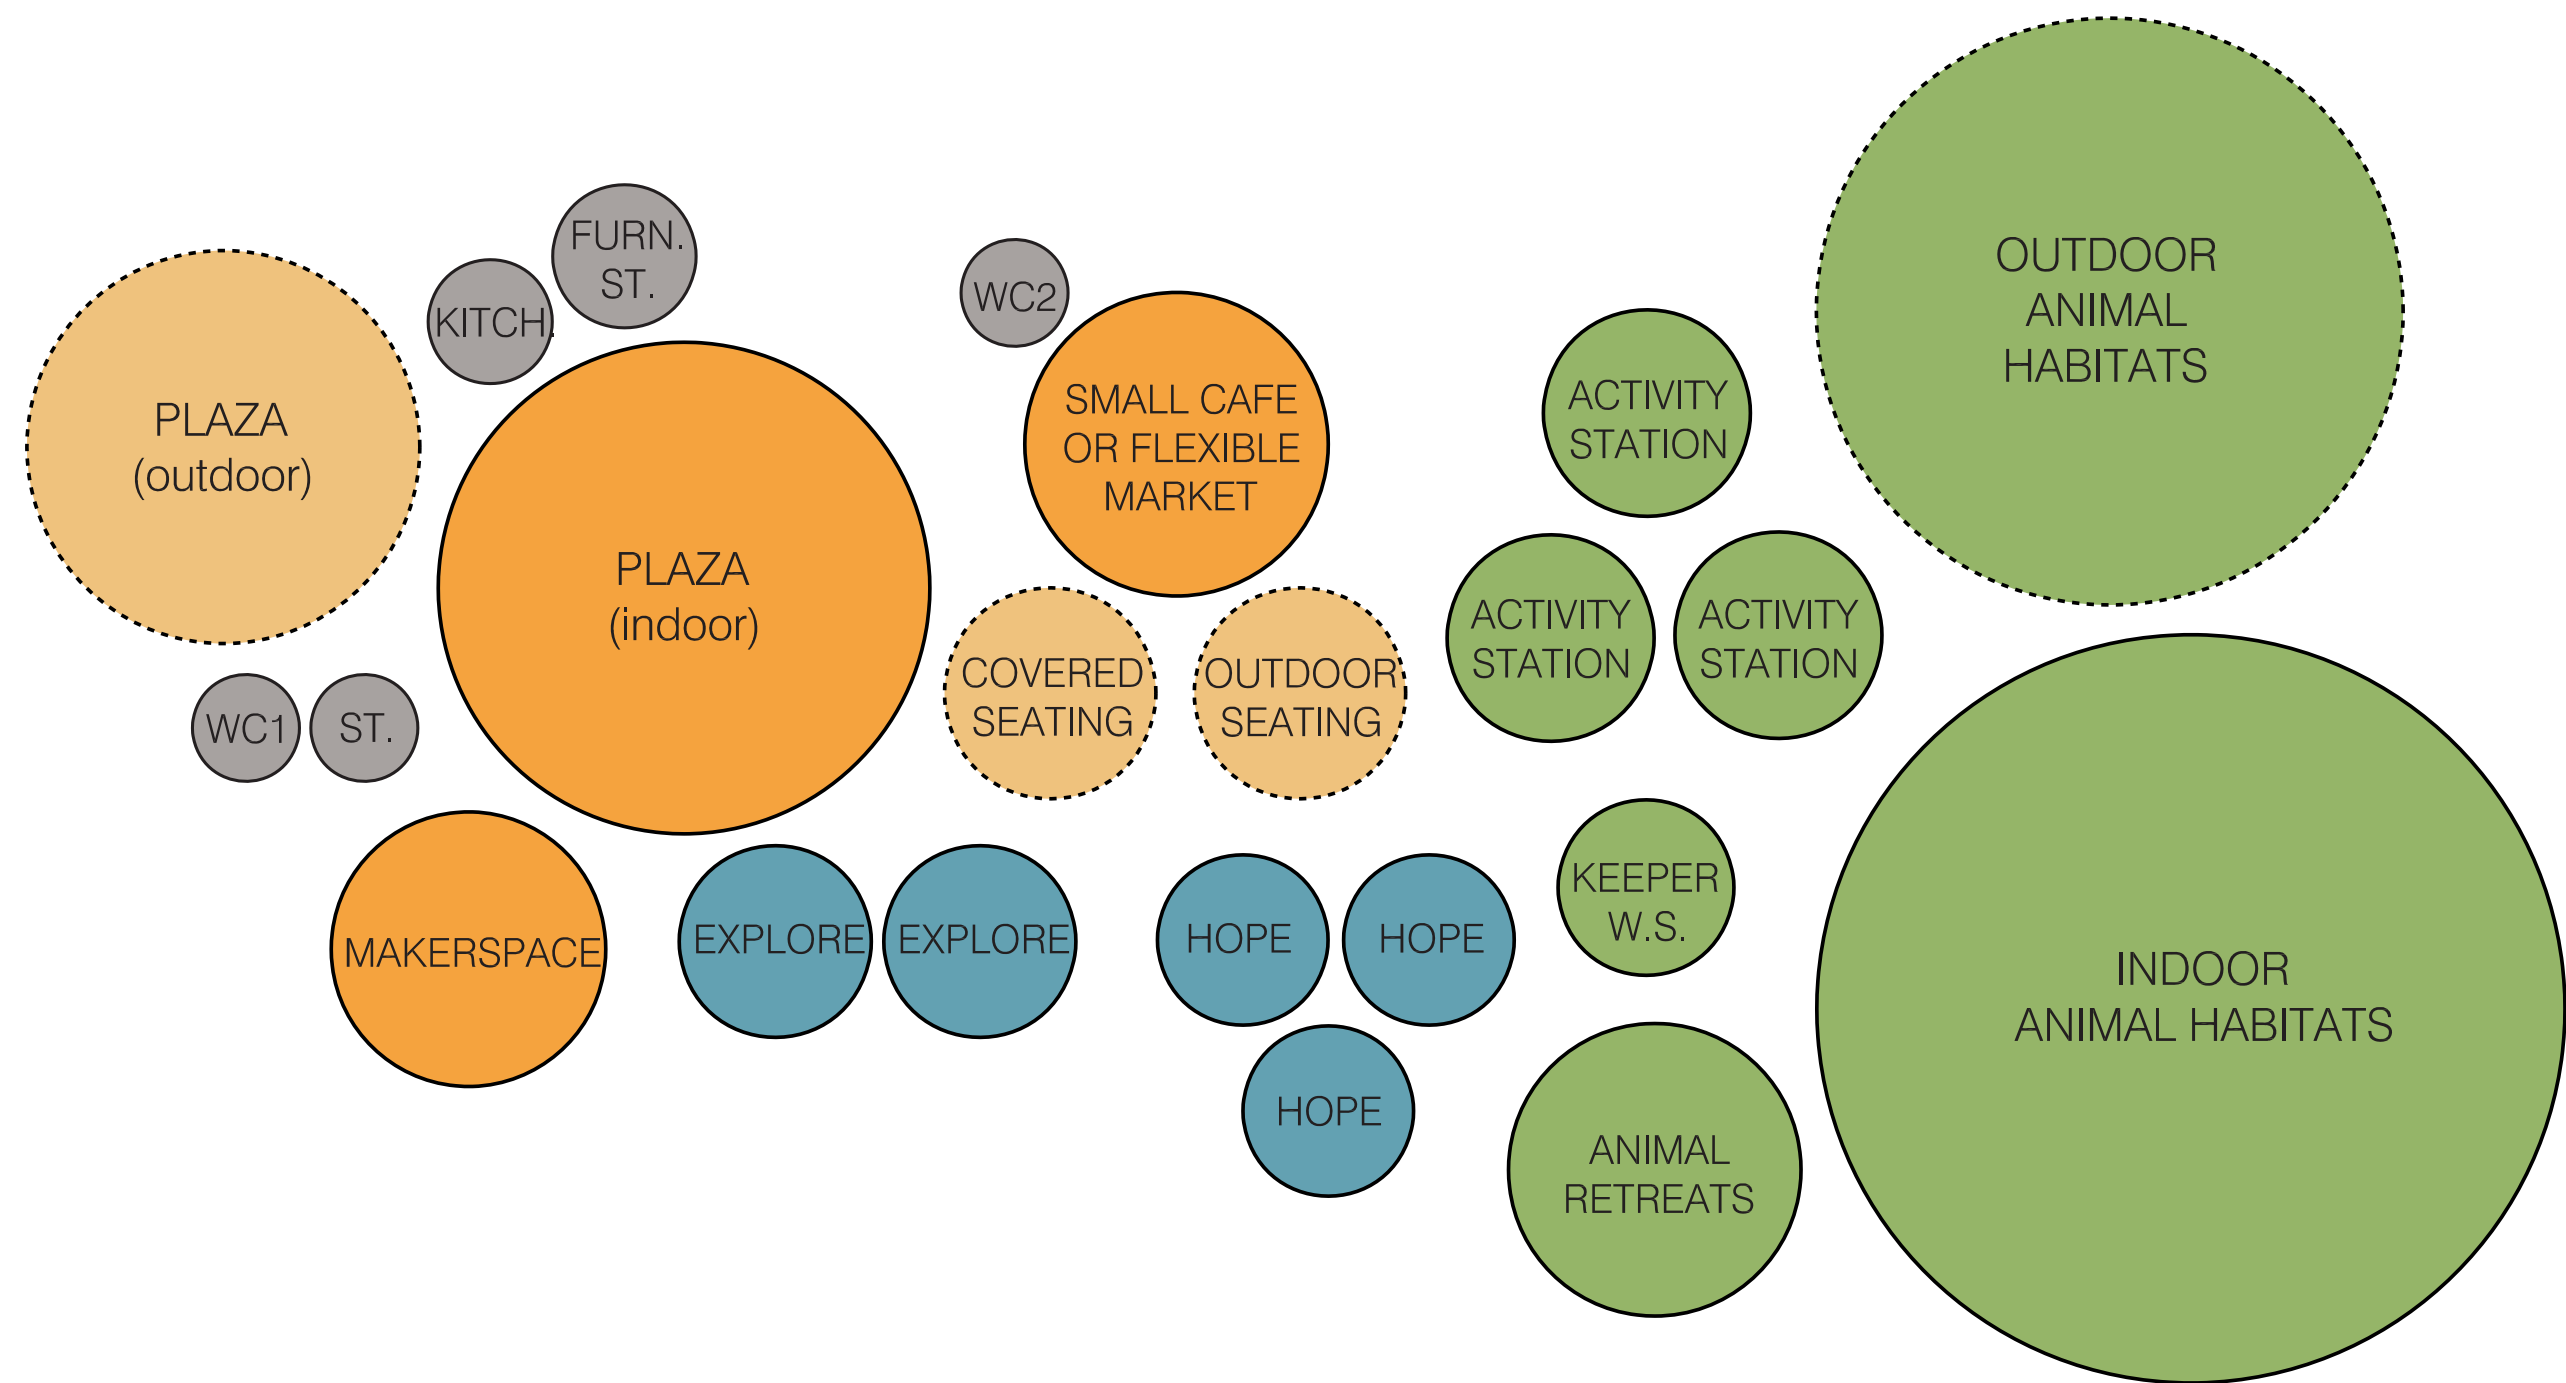 PLAZA
(outdoor)
KITCH.
FURN.
ST.
WC1
ST.
PLAZA
(indoor)
MAKERSPACE
WC2
SMALL CAFE
OR FLEXIBLE
MARKET
COVERED
SEATING
OUTDOOR
SEATING
EXPLORE
EXPLORE
HOPE
HOPE
HOPE
ACTIVITY
STATION
ACTIVITY
STATION
ACTIVITY
STATION
KEEPER
W.S.
ANIMAL
RETREATS
OUTDOOR
ANIMAL
HABITATS
INDOOR
ANIMAL HABITATS